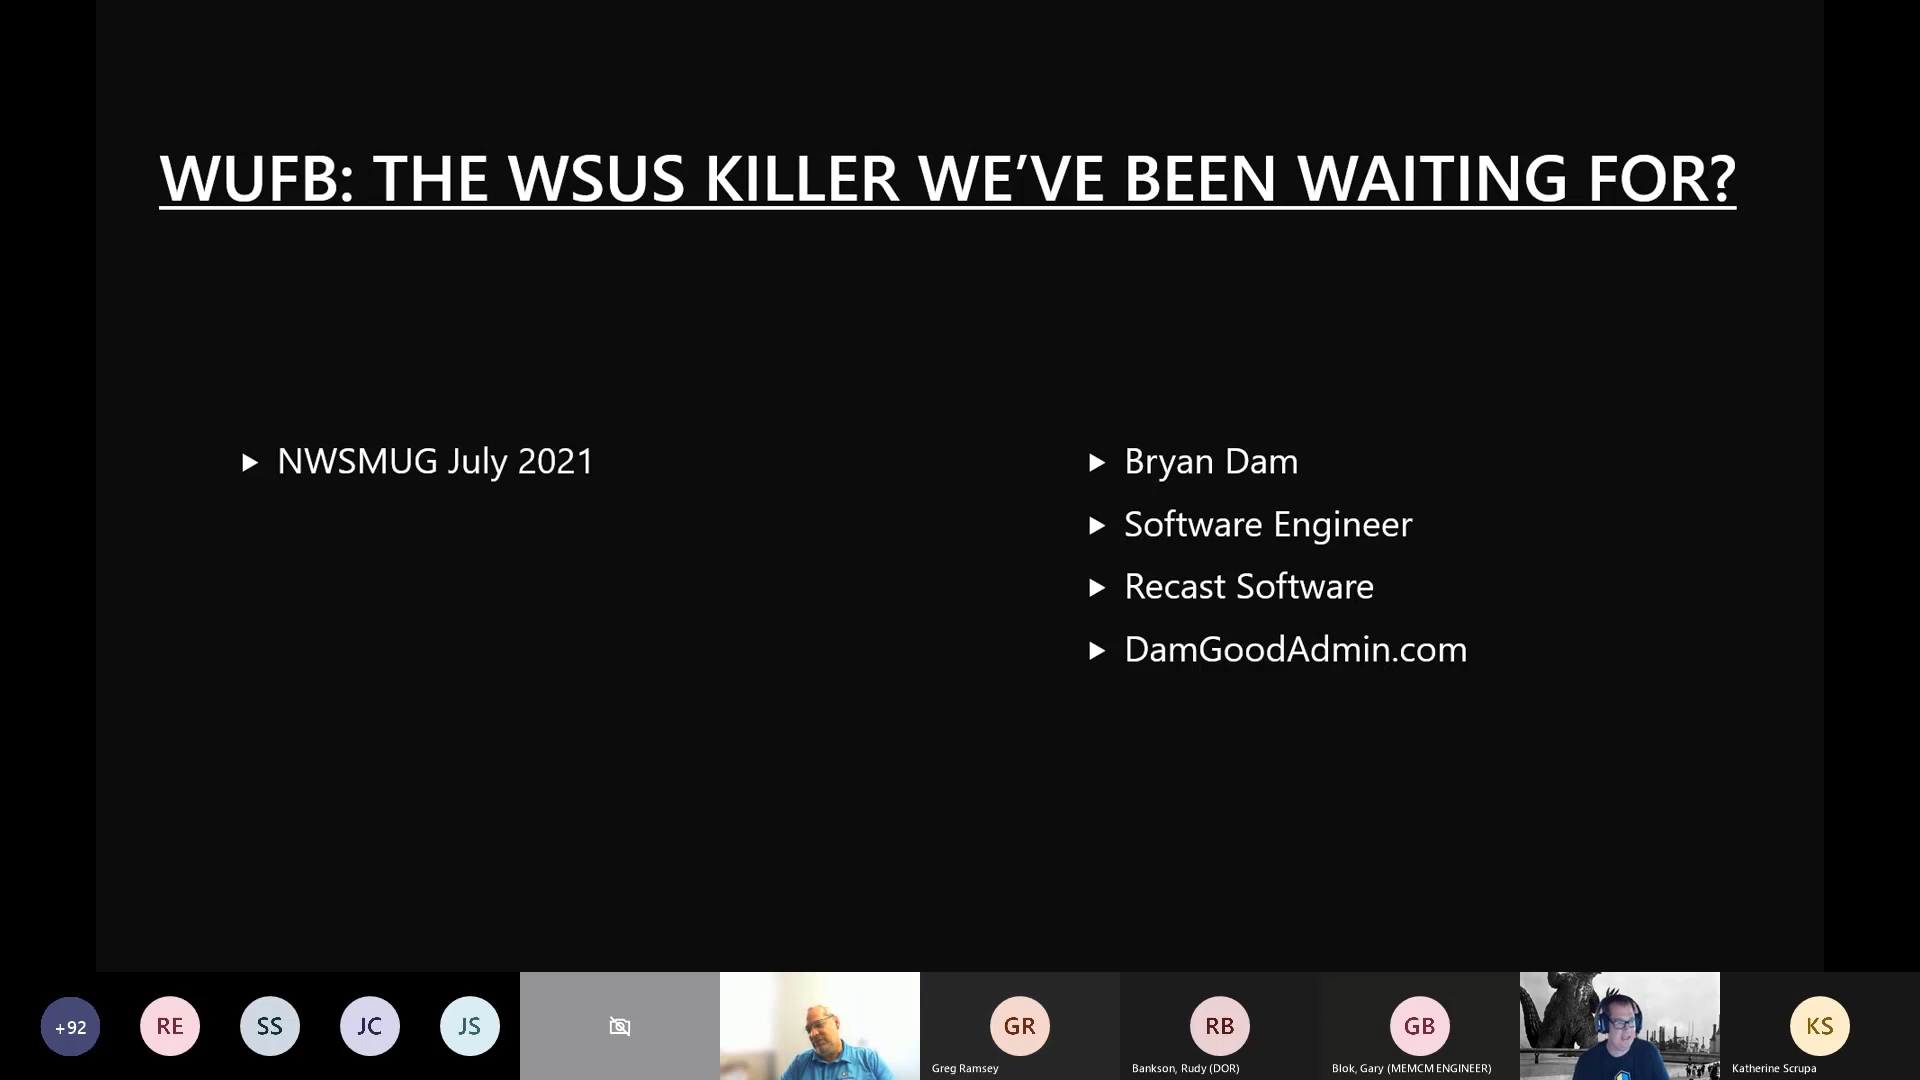 WUFB: THE WSUS KILLER WE’VE BEEN WAITING FOR?
NWSMUG July 2021
Bryan Dam
Software Engineer
Recast Software
DamGoodAdmin.com
+92
RE
SS
JC
JS
GR
Greg Ramsey
RB
Bankson, Rudy (DOR)
GB
Blok, Gary (MEMCM ENGINEER)
KS
Katherine Scrupa